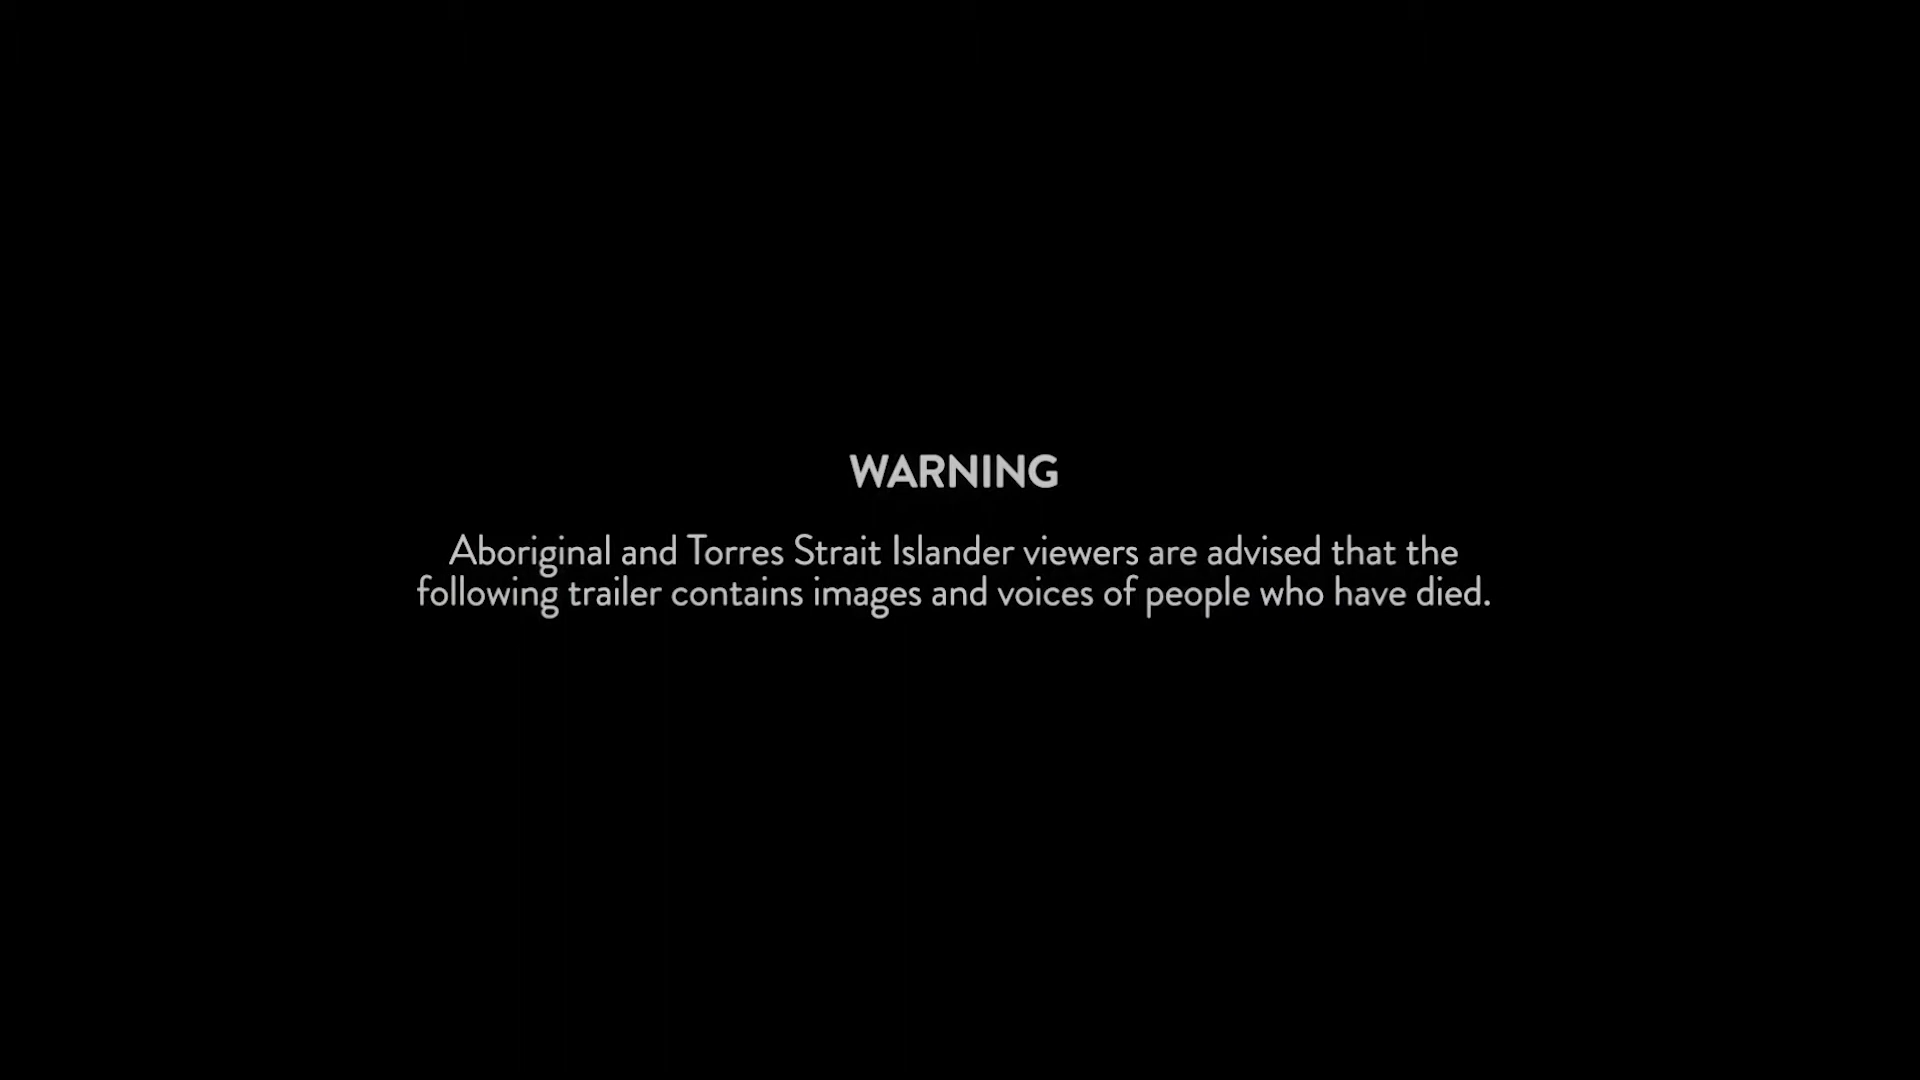 WARNING
Aboriginal and Torres Strait Islander viewers are advised that the
following trailer contains images and voices of people who have died.